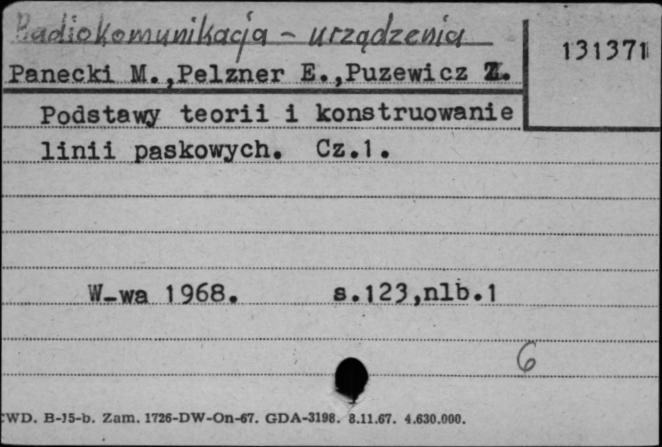 Radiokomunikacja - urządzenia
131371
Panecki M.,Pelzner E.,Puzewicz Z.
Podstawy teorii i konstruowanie
linii paskowych. Cz.1.
W-wa 1968. s.123,nlb.1
6
CWD. B-15-b. Zam. 1726-DW-On-67. GDA-3198. 8.11.67. 4.630.000.